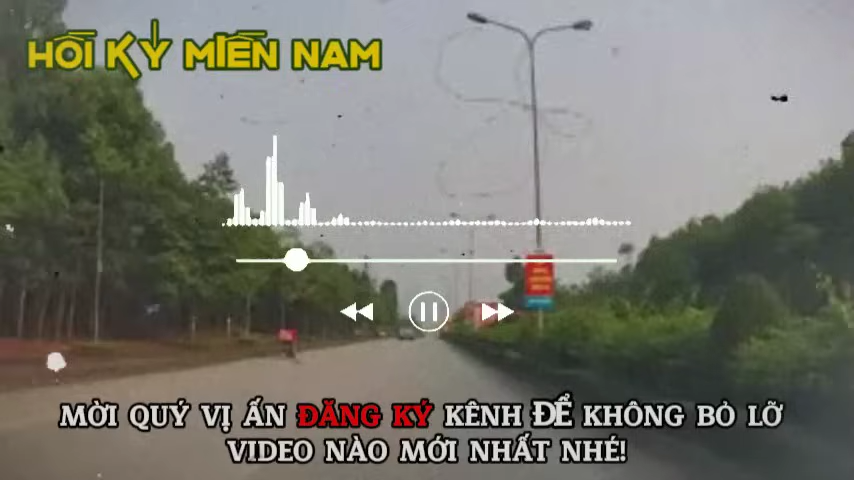 HỒI KÝ MIỀN NAM
MỜI QUÝ VỊ ẤN ĐĂNG KÝ KÊNH ĐỂ KHÔNG BỎ LỠ
VIDEO NÀO MỚI NHẤT NHÉ!